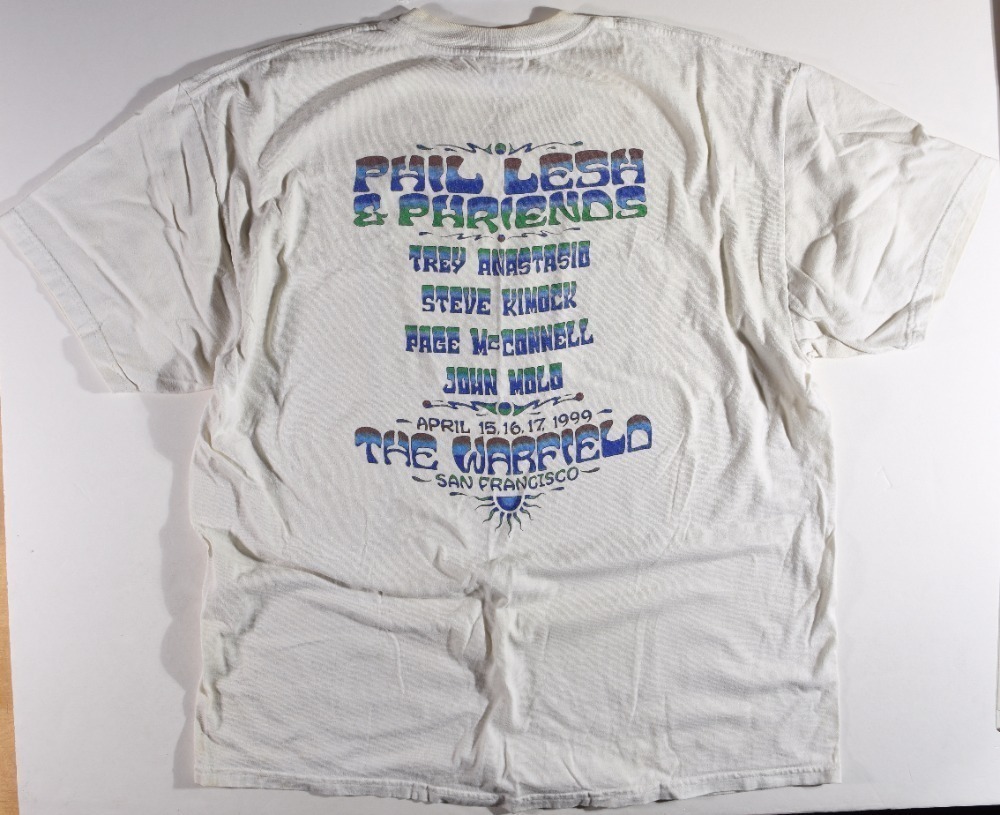 PHIL LESH
& PHRIENDS
TREY ANASTASIO
STEVE KIMOCK
PAGE McCONNELL
JOHN MOLO
APRIL 15, 16, 17, 1999
THE WARFIELD
SAN FRANCISCO